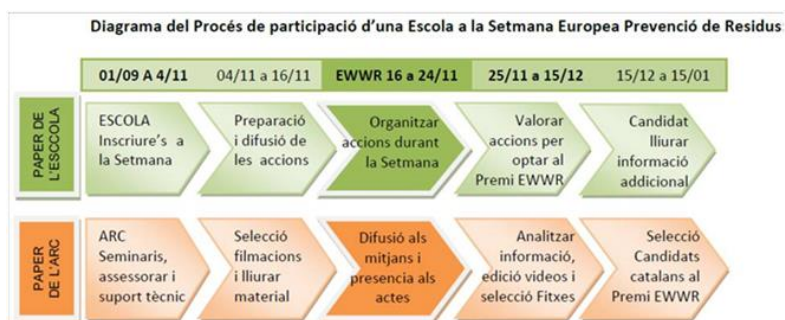 Diagrama del Procés de participació d'una Escola a la Setmana Europea Prevenció de Residus
01/09 A 4/11
04/11 a 16/11
EWWR 16 a 24/11
25/11 a 15/12
15/12 a 15/01
PAPER DE
L'ESCCOLA
ESCOLA
Inscriure's a
la Setmana
Preparació
i difusió de
les accions
Organitzar
accions durant
la Setmana
Valorar
accions per
optar al
Premi EWWR
Candidat
lliurar
informació
addicional
PAPER
DE L'ARC
ARC
Seminaris,
assessorar i
suport tècnic
Selecció
filmacions
i lliurar
material
Difusió als
mitjans i
presencia als
actes
Analitzar
informació,
edició videos i
selecció Fitxes
Selecció
Candidats
catalans al
Premi EWWR